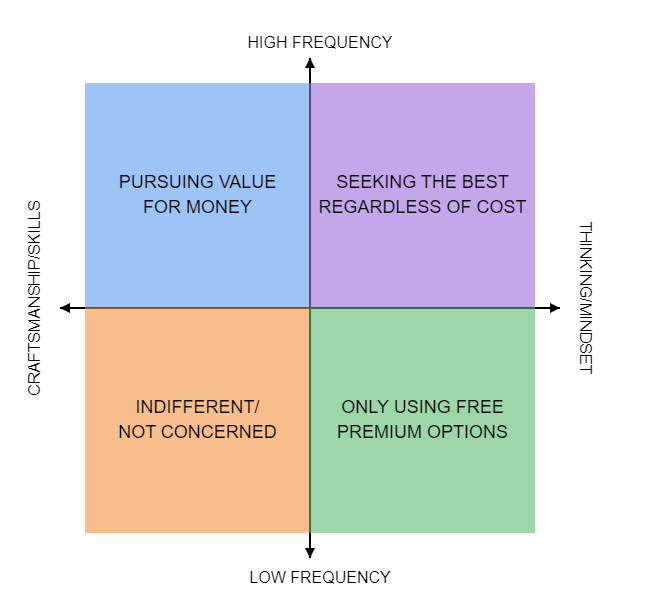 HIGH FREQUENCY
PURSUING VALUE
FOR MONEY
SEEKING THE BEST
REGARDLESS OF COST
CRAFTSMANSHIP/SKILLS
THINKING/MINDSET
INDIFFERENT/
NOT CONCERNED
ONLY USING FREE
PREMIUM OPTIONS
LOW FREQUENCY